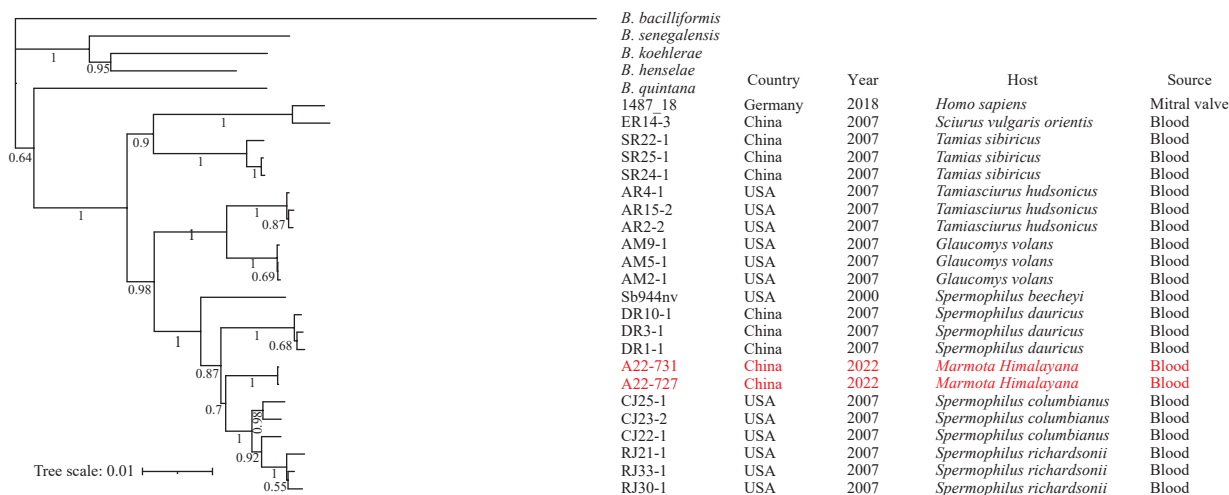 B. bacilliformis
B. senegalensis
B. koehlerae
B. henselae
B. quintana
Country Year Host Source
1487_18 Germany 2018 Homo sapiens Mitral valve
ER14-3 China 2007 Sciurus vulgaris orientis Blood
SR22-1 China 2007 Tamias sibiricus Blood
SR25-1 China 2007 Tamias sibiricus Blood
SR24-1 China 2007 Tamias sibiricus Blood
AR4-1 USA 2007 Tamiasciurus hudsonicus Blood
AR15-2 USA 2007 Tamiasciurus hudsonicus Blood
AR2-2 USA 2007 Tamiasciurus hudsonicus Blood
AM9-1 USA 2007 Glaucomys volans Blood
AM5-1 USA 2007 Glaucomys volans Blood
AM2-1 USA 2007 Glaucomys volans Blood
Sb944nv USA 2000 Spermophilus beecheyi Blood
DR10-1 China 2007 Spermophilus dauricus Blood
DR3-1 China 2007 Spermophilus dauricus Blood
DR1-1 China 2007 Spermophilus dauricus Blood
A22-731 China 2022 Marmota Himalayana Blood
A22-727 China 2022 Marmota Himalayana Blood
CJ25-1 USA 2007 Spermophilus columbianus Blood
CJ23-2 USA 2007 Spermophilus columbianus Blood
CJ22-1 USA 2007 Spermophilus columbianus Blood
RJ21-1 USA 2007 Spermophilus richardsonii Blood
RJ33-1 USA 2007 Spermophilus richardsonii Blood
RJ30-1 USA 2007 Spermophilus richardsonii Blood
1
0.95
1
0.9
0.64
1
1
1
1
0.87
1
1
0.69
0.98
1
1
0.68
0.87
1
0.7
0.98
1
0.92
1
0.55
Tree scale: 0.01